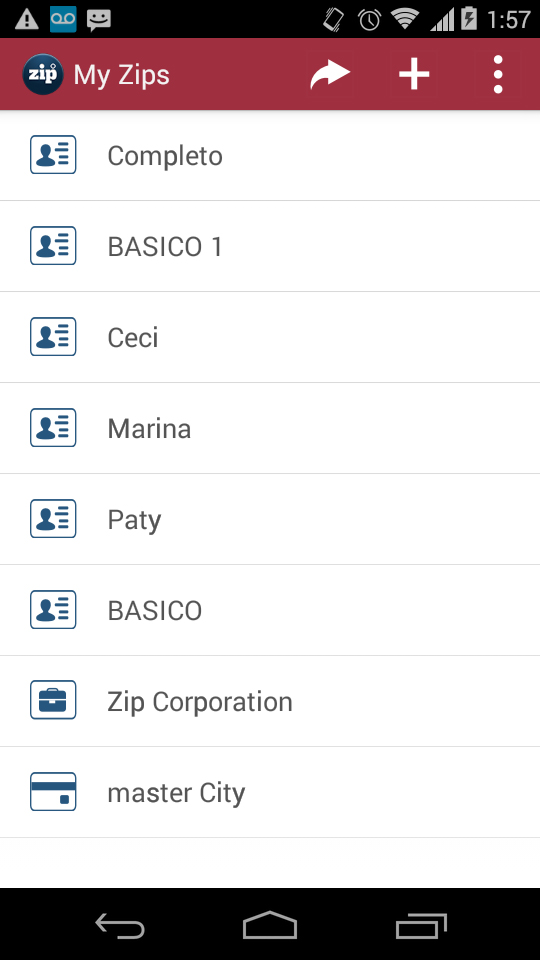 1:57
zip My Zips
Completo
BASICO 1
Ceci
Marina
Paty
BASICO
Zip Corporation
master City